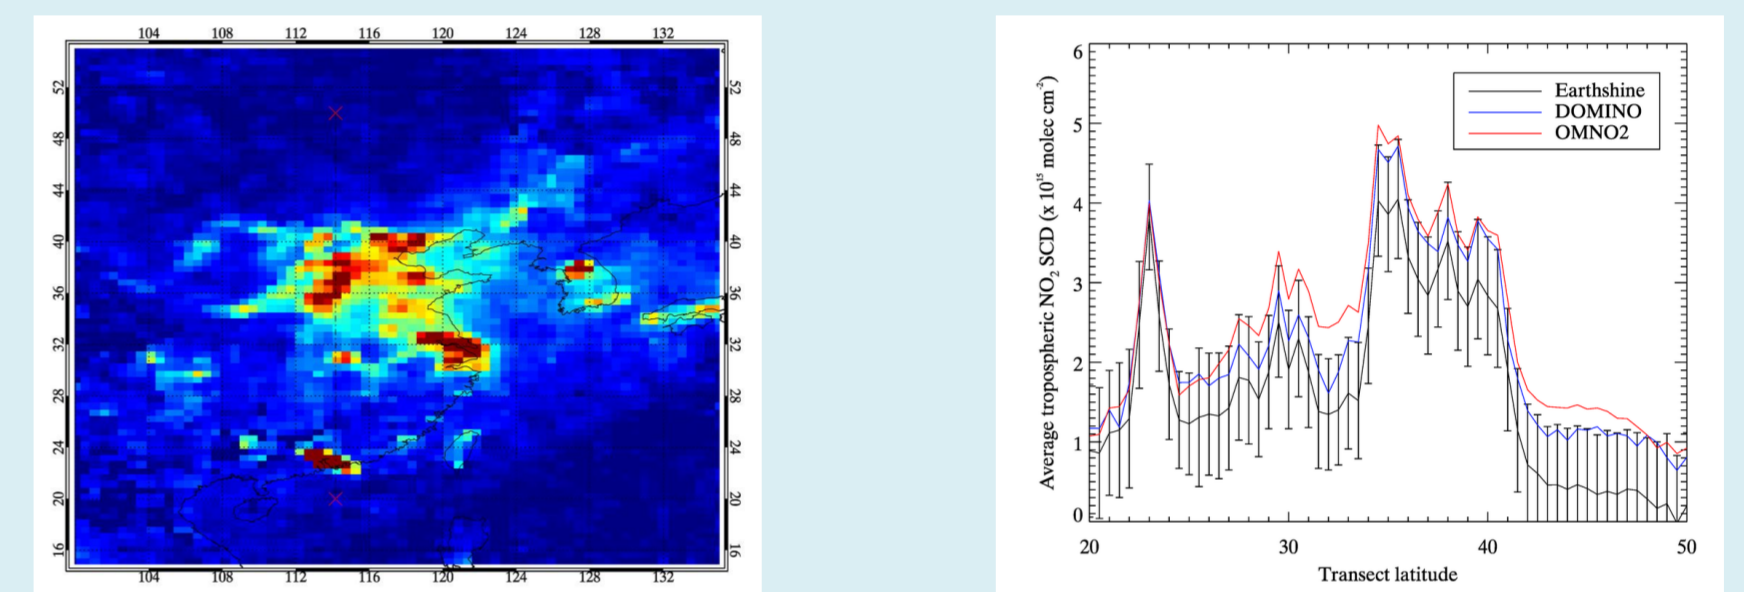 104 108 112 116 120 124 128 132
52 52
48 48
44 44
40 40
36 36
32 32
28 28
24 24
20 20
16 16
104 108 112 116 120 124 128 132
Average tropospheric NO₂ SCD (x 10¹⁵ molec cm⁻²)
6
5
4
3
2
1
0
Earthshine
DOMINO
OMNO2
20 30 40 50
Transect latitude